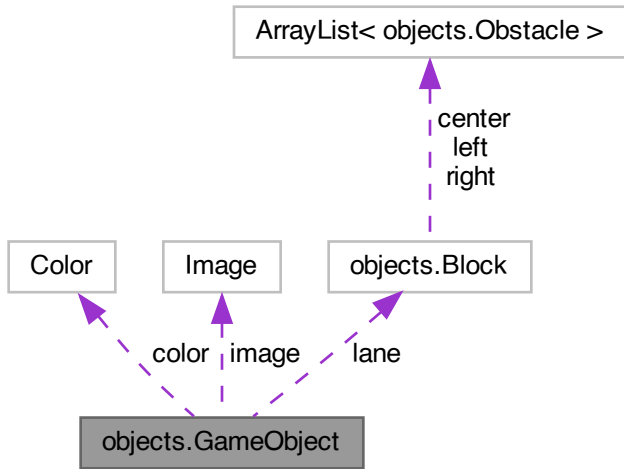 ArrayList< objects.Obstacle >
center
left
right
Color
Image
objects.Block
color
image
lane
objects.GameObject